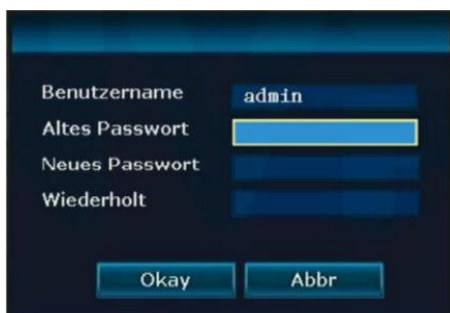 Benutzername admin
Altes Passwort
Neues Passwort
Wiederholt
Okay Abbr